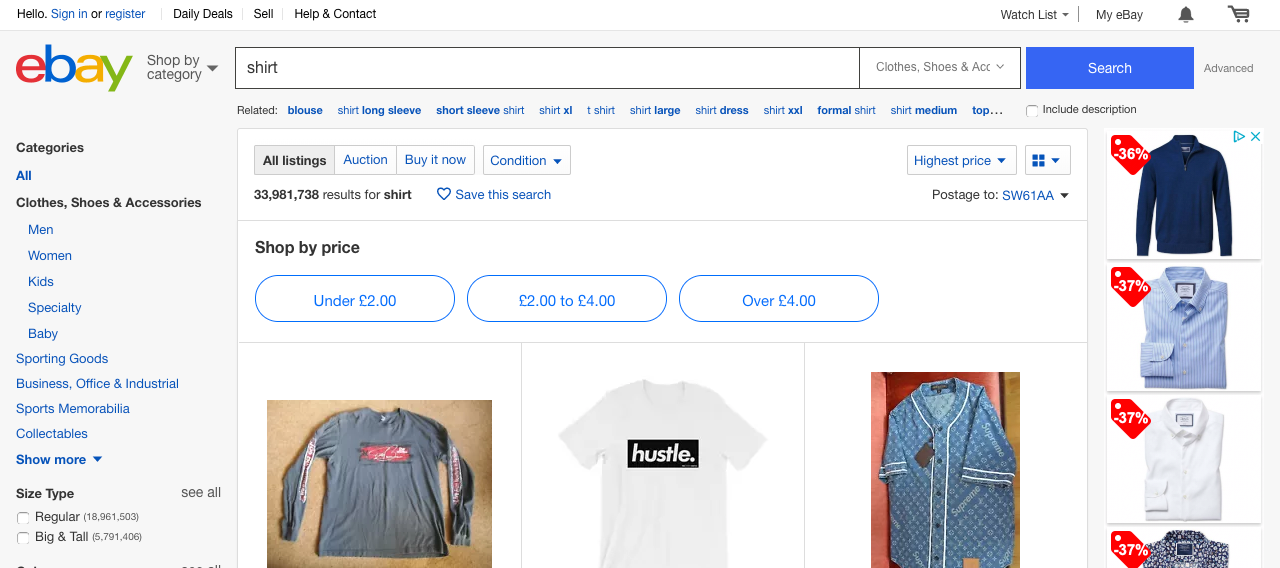 Hello. Sign in or register
Daily Deals
Sell
Help & Contact
Watch List
My eBay
ebay
Shop by
category
shirt
Clothes, Shoes & Acc
Search
Advanced
Related: blouse shirt long sleeve short sleeve shirt shirt xl t shirt shirt large shirt dress shirt xxl formal shirt shirt medium top...
Include description
Categories
All
Clothes, Shoes & Accessories
Men
Women
Kids
Specialty
Baby
Sporting Goods
Business, Office & Industrial
Sports Memorabilia
Collectables
Show more
Size Type
see all
Regular (18,961,503)
Big & Tall (5,791,406)
All listings
Auction
Buy it now
Condition
Highest price
33,981,738 results for shirt
Save this search
Postage to: SW61AA
Shop by price
Under £2.00
£2.00 to £4.00
Over £4.00
hustle.
Supreme
Supreme
-36%
-37%
-37%
-37%